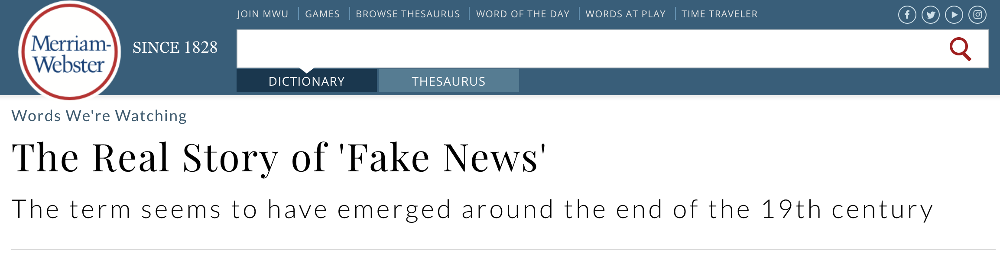 JOIN MWU GAMES BROWSE THESAURUS WORD OF THE DAY WORDS AT PLAY TIME TRAVELER
Merriam-
Webster
SINCE 1828
DICTIONARY THESAURUS
Words We're Watching
The Real Story of 'Fake News'
The term seems to have emerged around the end of the 19th century